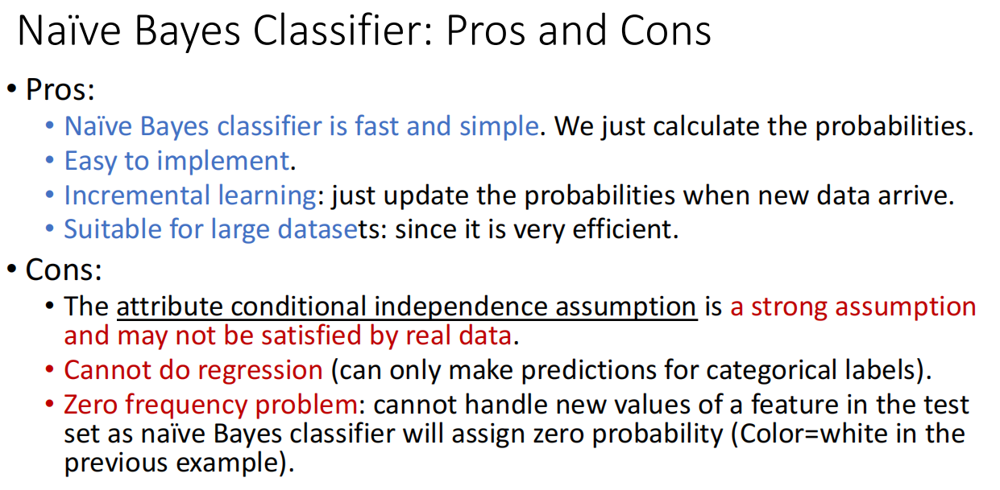 Naïve Bayes Classifier: Pros and Cons
• Pros:
• Naïve Bayes classifier is fast and simple. We just calculate the probabilities.
• Easy to implement.
• Incremental learning: just update the probabilities when new data arrive.
• Suitable for large datasets: since it is very efficient.
• Cons:
• The attribute conditional independence assumption is a strong assumption
and may not be satisfied by real data.
• Cannot do regression (can only make predictions for categorical labels).
• Zero frequency problem: cannot handle new values of a feature in the test
set as naïve Bayes classifier will assign zero probability (Color=white in the
previous example).